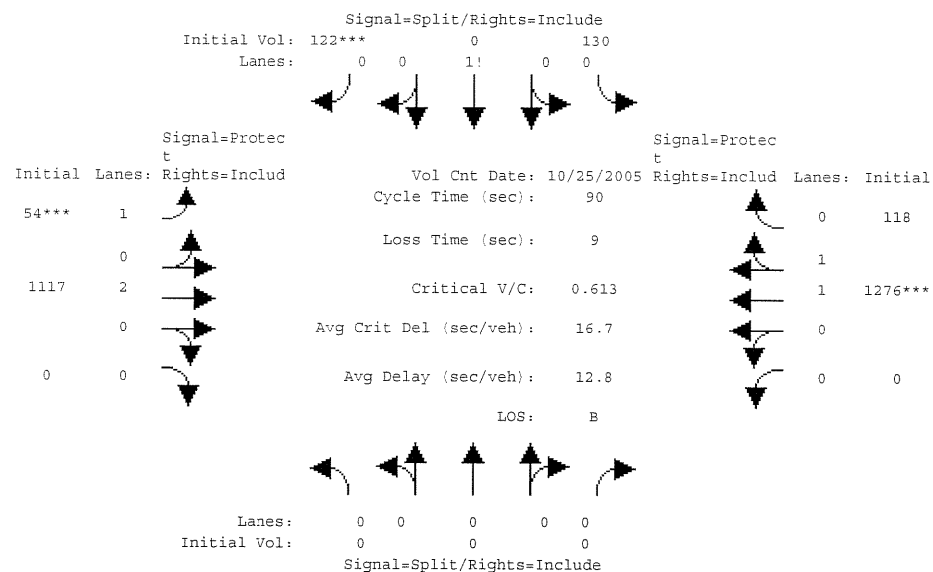 Signal=Split/Rights=Include
Initial Vol: 122*** 0 130
Lanes: 0 0 1! 0 0
Signal=Protec
t
Initial Lanes: Rights=Includ
Vol Cnt Date: 10/25/2005
Signal=Protec
t
Rights=Includ Lanes: Initial
Cycle Time (sec): 90
54*** 1
0 118
Loss Time (sec): 9
0
1
1117 2
Critical V/C: 0.613
1 1276***
0
Avg Crit Del (sec/veh): 16.7
0
0 0
Avg Delay (sec/veh): 12.8
0 0
LOS: B
Lanes: 0 0 0 0 0
Initial Vol: 0 0 0
Signal=Split/Rights=Include